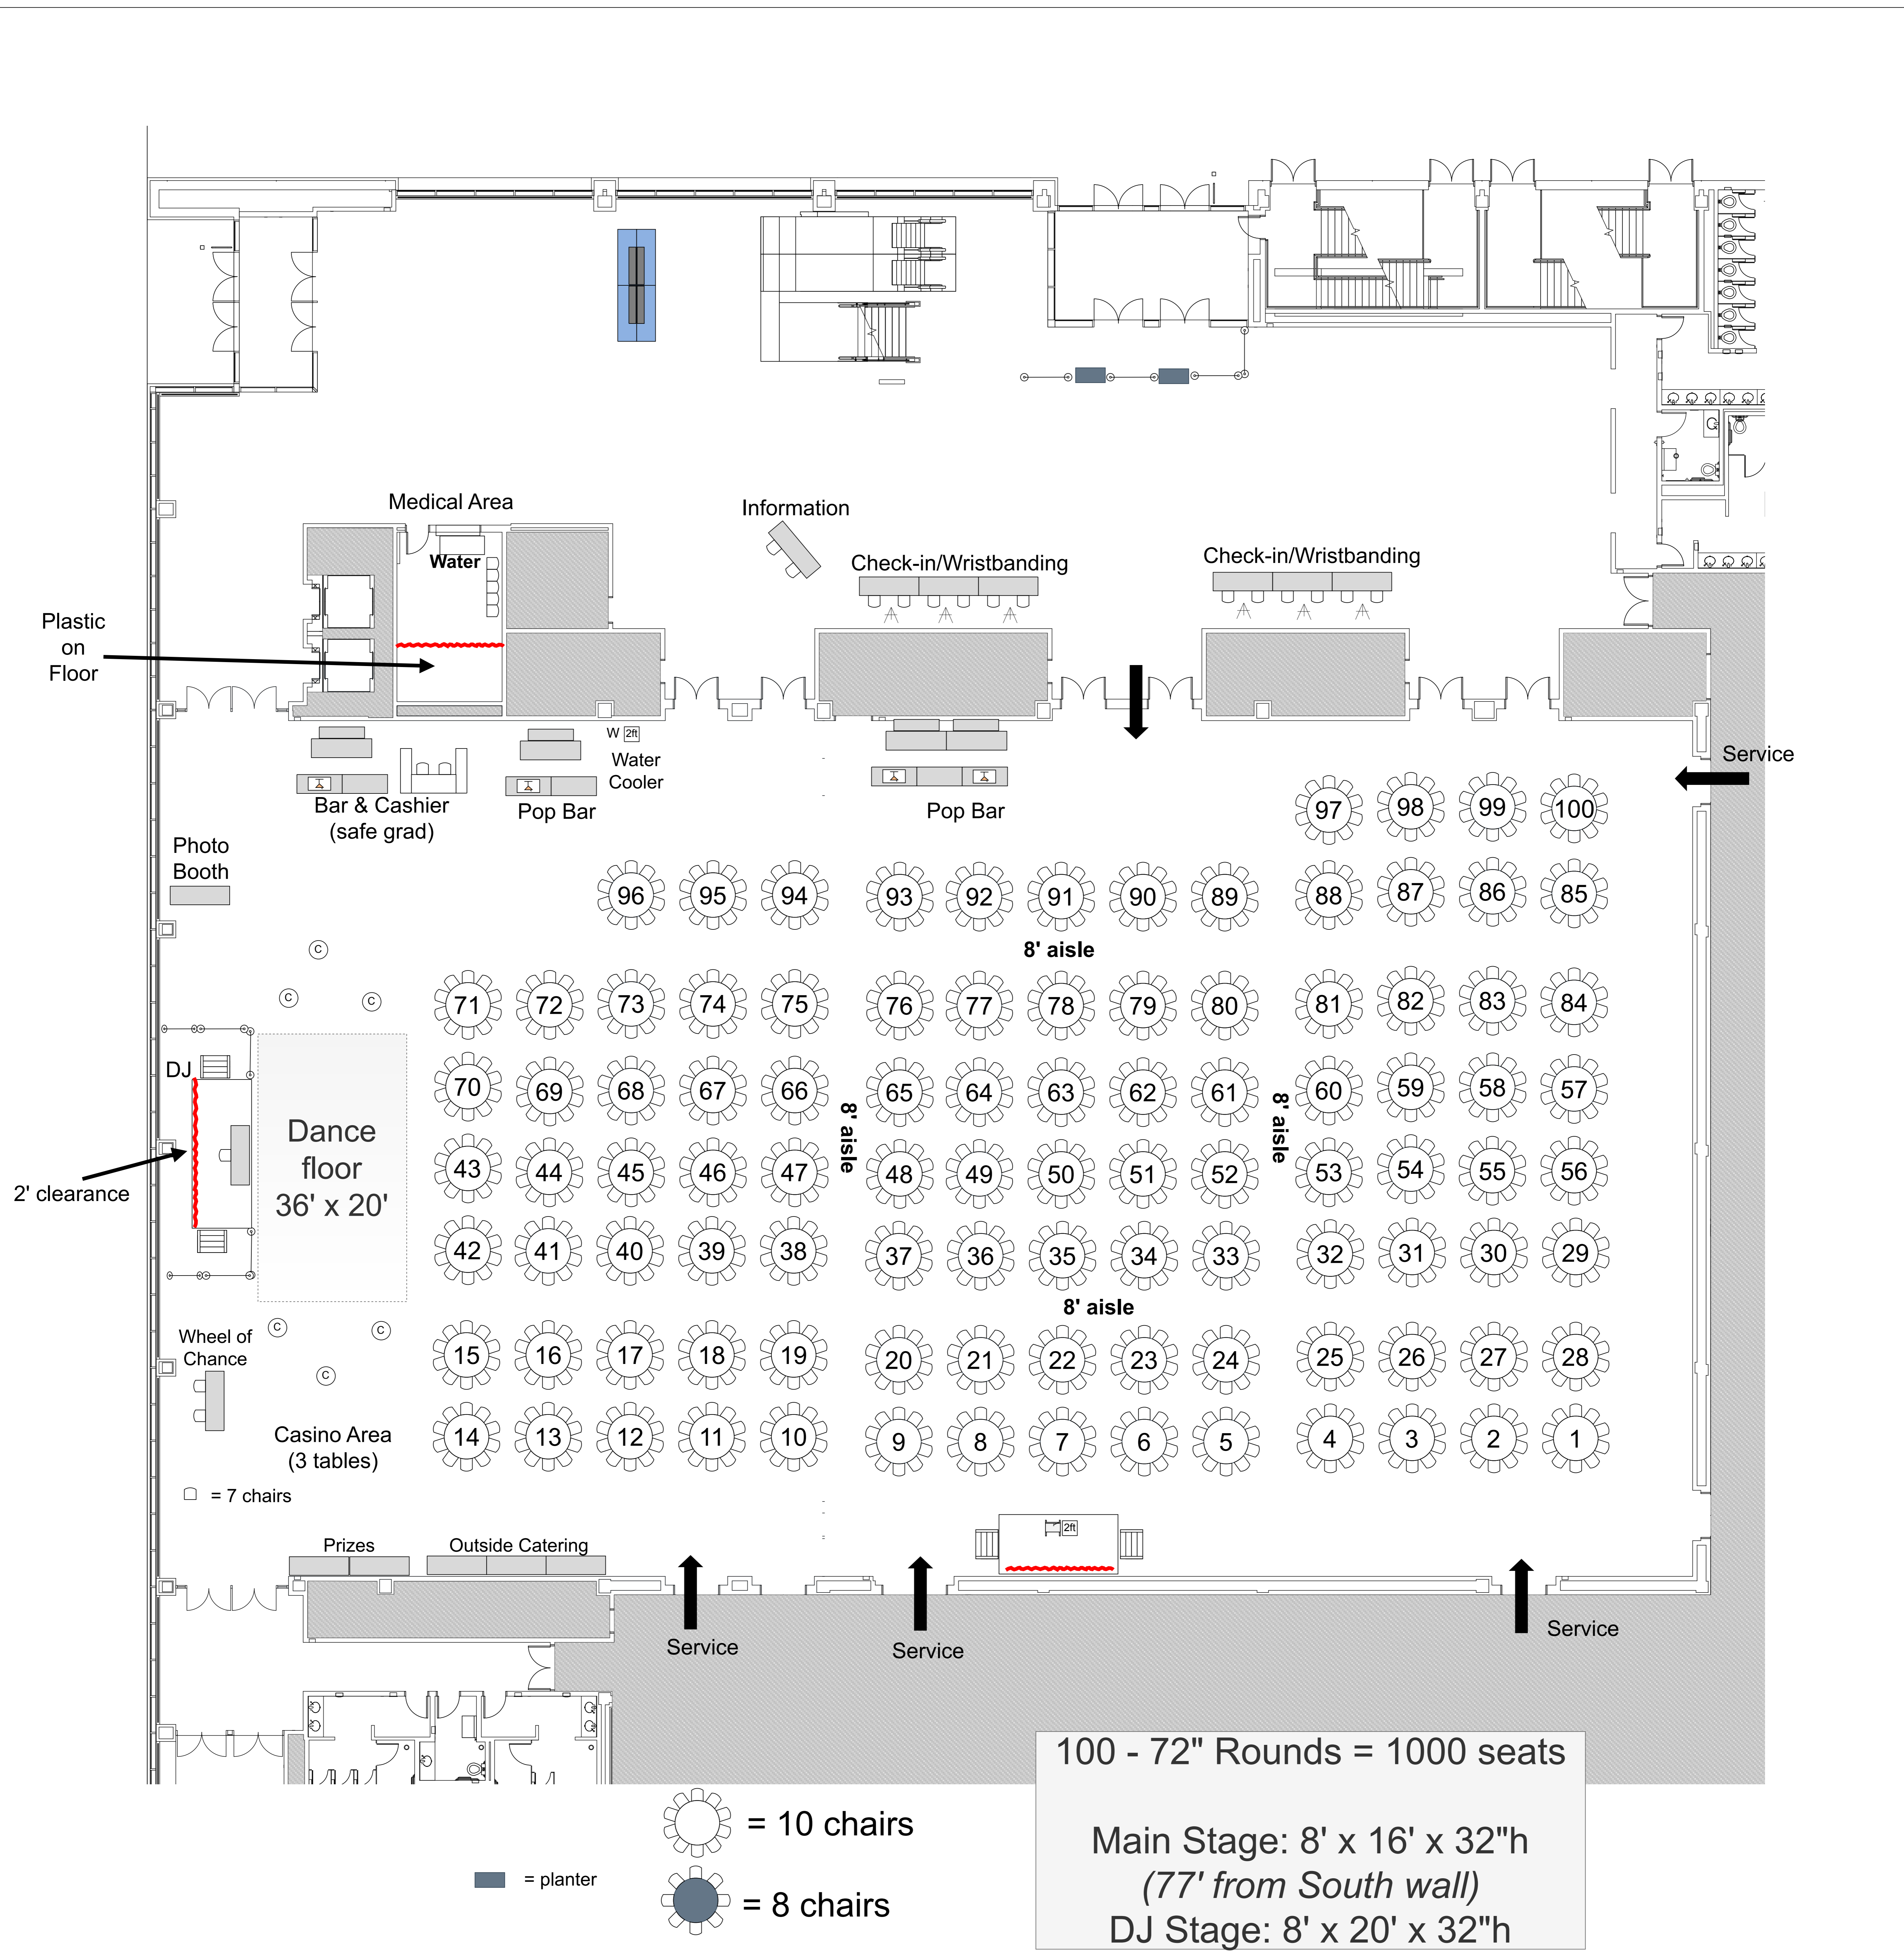 Medical Area
Information
Water
Check-in/Wristbanding
Check-in/Wristbanding
Plastic
on
Floor
W 2ft
Water
Cooler
Service
Bar & Cashier
(safe grad)
Pop Bar
Pop Bar
97 98 99 100
Photo
Booth
96 95 94 93 92 91 90 89 88 87 86 85
C
8' aisle
C C
71 72 73 74 75 76 77 78 79 80 81 82 83 84
DJ
70 69 68 67 66 65 64 63 62 61 60 59 58 57
8' aisle
8' aisle
Dance
floor
36' x 20'
43 44 45 46 47 48 49 50 51 52 53 54 55 56
2' clearance
42 41 40 39 38 37 36 35 34 33 32 31 30 29
8' aisle
C C
Wheel of
Chance
15 16 17 18 19 20 21 22 23 24 25 26 27 28
C
Casino Area
(3 tables)
14 13 12 11 10 9 8 7 6 5 4 3 2 1
= 7 chairs
2ft
Prizes
Outside Catering
Service
Service
Service
100 - 72" Rounds = 1000 seats
Main Stage: 8' x 16' x 32"h
(77' from South wall)
DJ Stage: 8' x 20' x 32"h
= 10 chairs
= planter
= 8 chairs